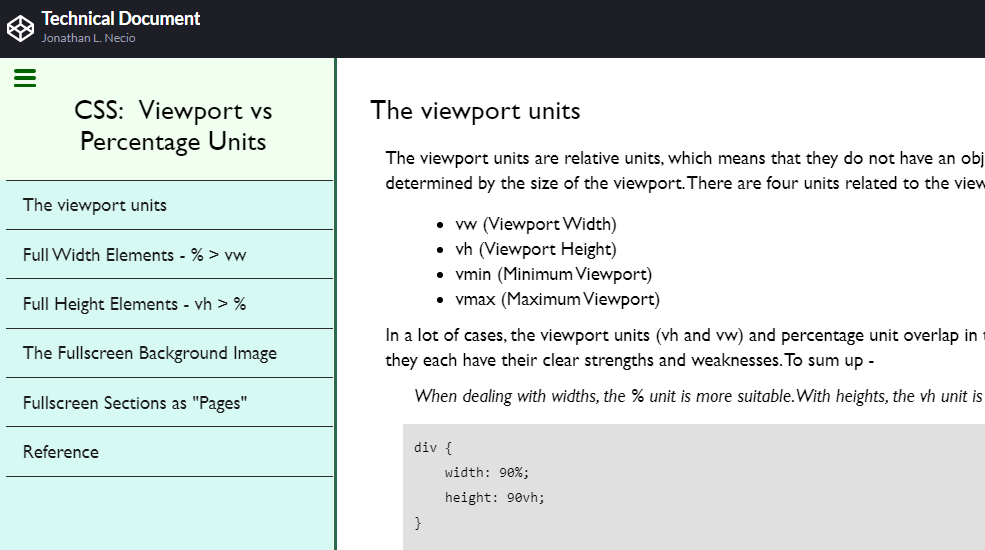 Technical Document
Jonathan L. Necio
CSS: Viewport vs
Percentage Units
The viewport units
Full Width Elements - % > vw
Full Height Elements - vh > %
The Fullscreen Background Image
Fullscreen Sections as "Pages"
Reference
The viewport units
The viewport units are relative units, which means that they do not have an
determined by the size of the viewport. There are four units related to the
vw (Viewport Width)
vh (Viewport Height)
vmin (Minimum Viewport)
vmax (Maximum Viewport)
In a lot of cases, the viewport units (vh and vw) and percentage unit overlap in
they each have their clear strengths and weaknesses. To sum up -
When dealing with widths, the % unit is more suitable. With heights, the vh unit is
div {
width: 90%;
height: 90vh;
}